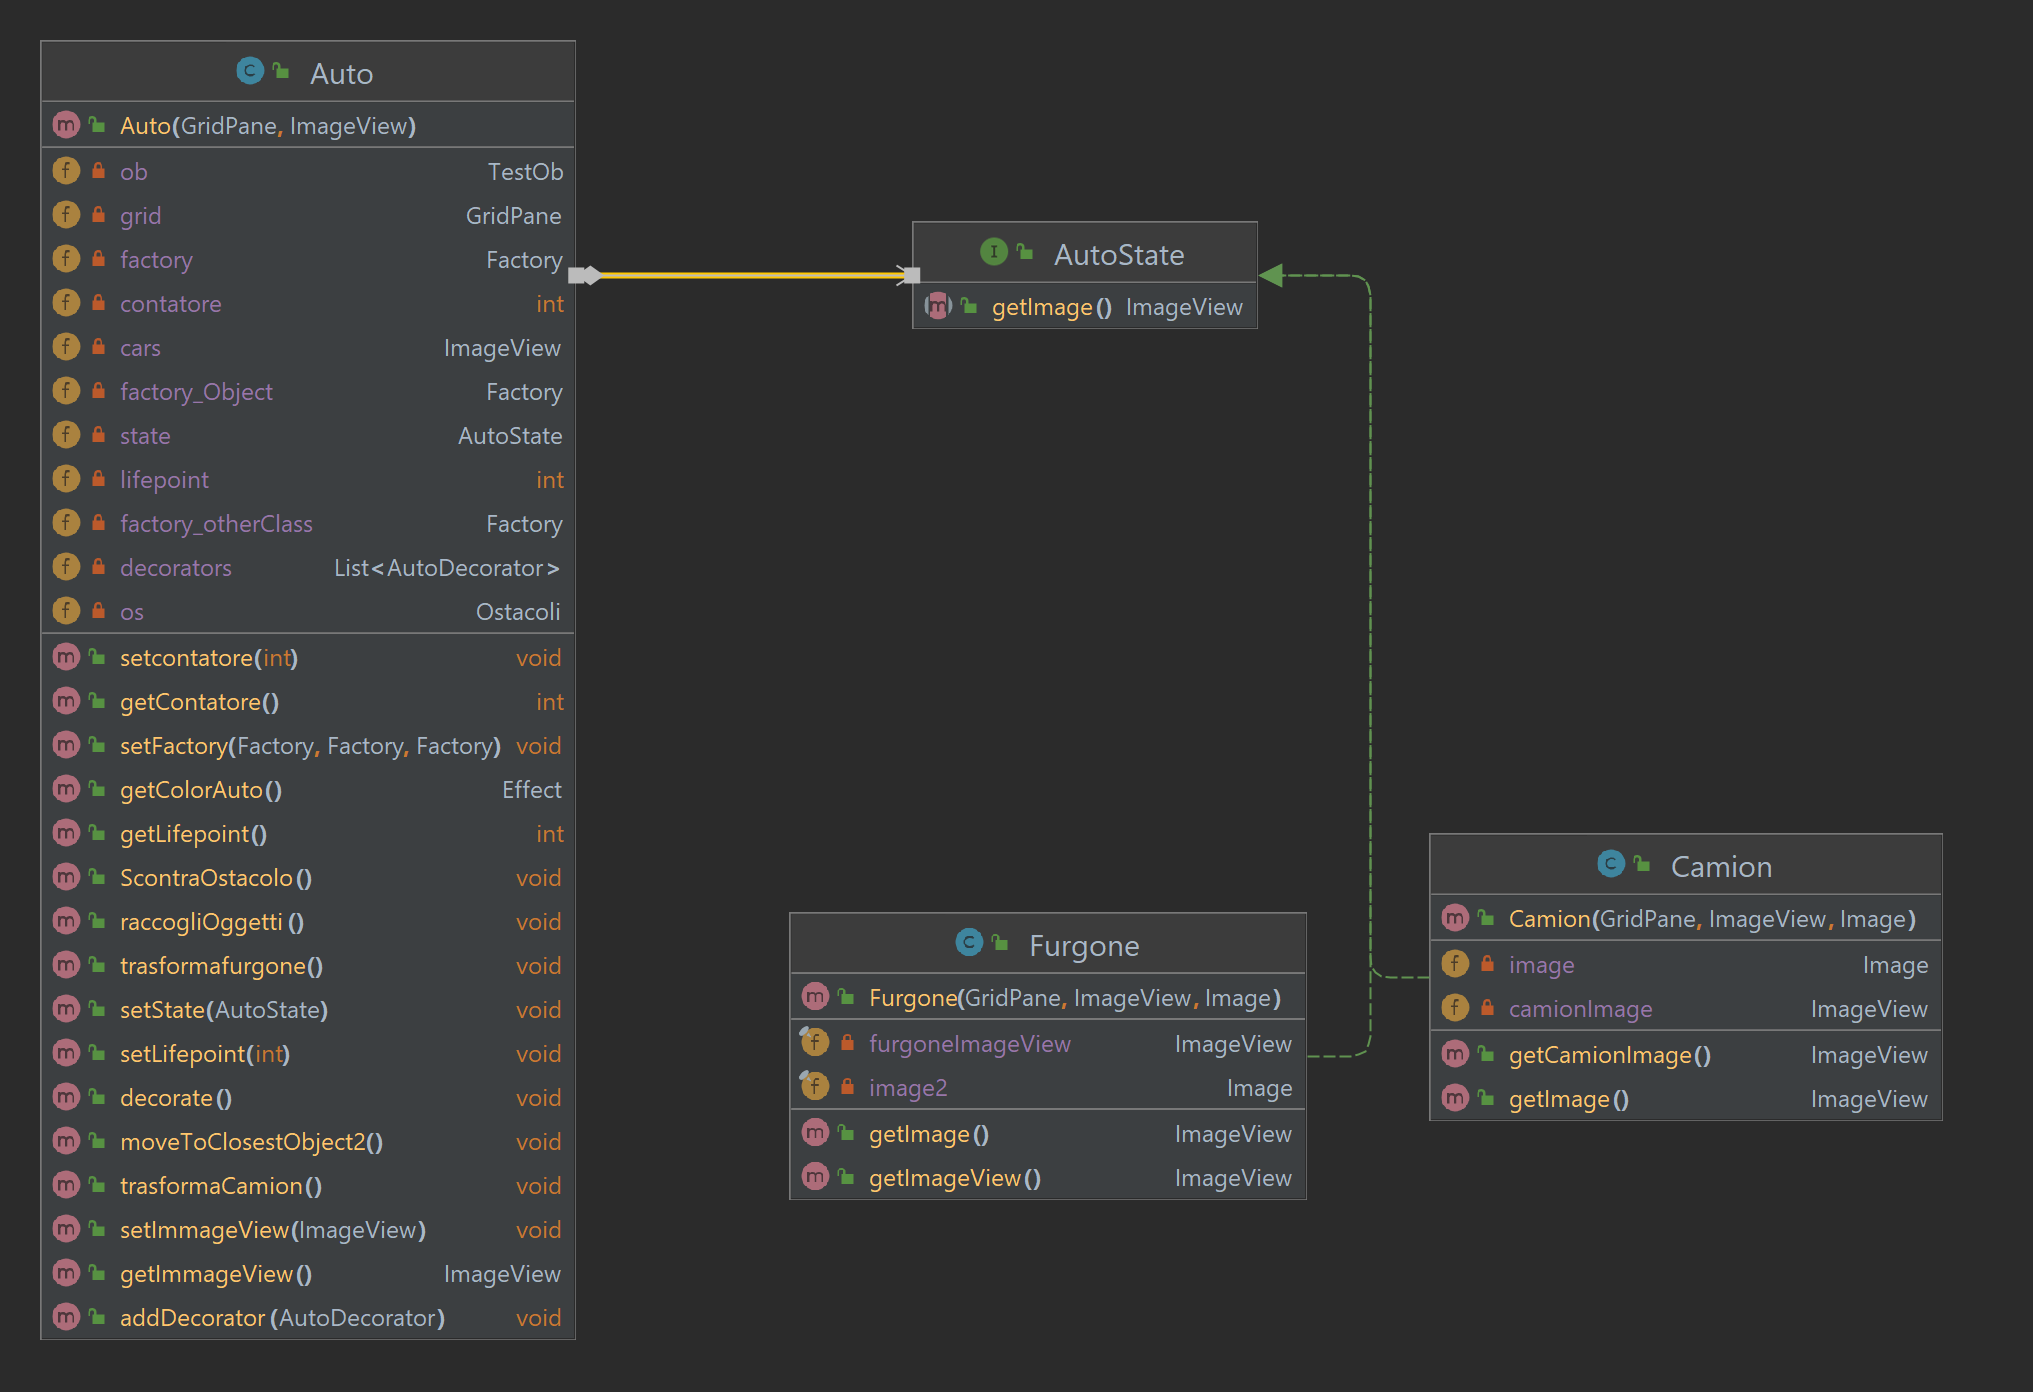 Auto
Auto(GridPane, ImageView)
ob TestOb
grid GridPane
factory Factory
contatore int
cars ImageView
factory_Object Factory
state AutoState
lifepoint int
factory_otherClass Factory
decorators List<AutoDecorator>
os Ostacoli
setcontatore(int) void
getContatore() int
setFactory(Factory, Factory, Factory) void
getColorAuto() Effect
getLifepoint() int
ScontraOstacolo() void
raccogliOggetti() void
trasformafurgone() void
setState(AutoState) void
setLifepoint(int) void
decorate() void
moveToClosestObject2() void
trasformaCamion() void
setImmageView(ImageView) void
getImmageView() ImageView
addDecorator(AutoDecorator) void
AutoState
getImage() ImageView
Furgone
Furgone(GridPane, ImageView, Image)
furgoneImageView ImageView
image2 Image
getImage() ImageView
getImageView() ImageView
Camion
Camion(GridPane, ImageView, Image)
image Image
camionImage ImageView
getCamionImage() ImageView
getImage() ImageView